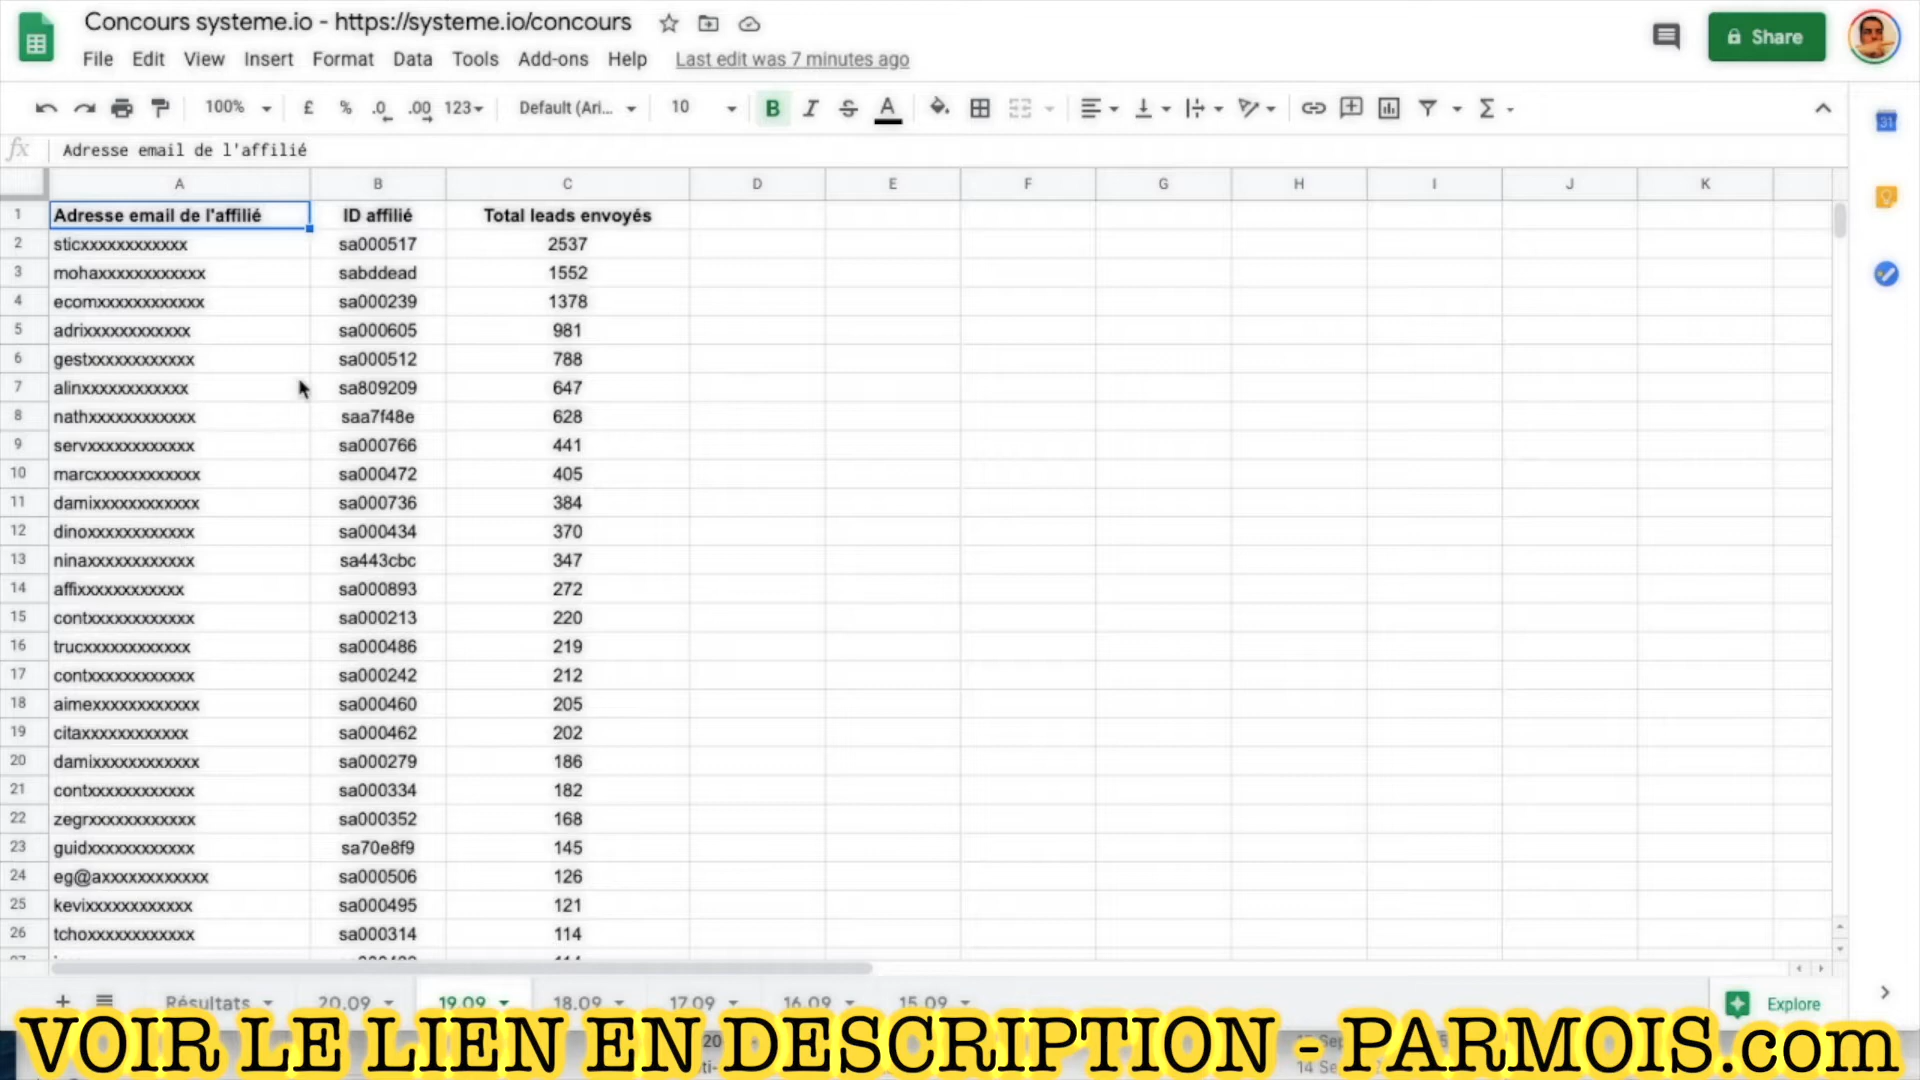 Concours systeme.io - https://systeme.io/concours
File Edit View Insert Format Data Tools Add-ons Help Last edit was 7 minutes ago
Share
100% £ % .0 .00 123 Default (Ari... 10 B I S A
31
fx Adresse email de l'affilié
A B C D E F G H I J K
1 Adresse email de l'affilié ID affilié Total leads envoyés
2 sticxxxxxxxxxxxx sa000517 2537
3 mohaxxxxxxxxxxxx sabddead 1552
4 ecomxxxxxxxxxxxx sa000239 1378
5 adrixxxxxxxxxxxx sa000605 981
6 gestxxxxxxxxxxxx sa000512 788
7 alinxxxxxxxxxxxx sa809209 647
8 nathxxxxxxxxxxxx saa7f48e 628
9 servxxxxxxxxxxxx sa000766 441
10 marcxxxxxxxxxxxx sa000472 405
11 damixxxxxxxxxxxx sa000736 384
12 dinoxxxxxxxxxxxx sa000434 370
13 ninaxxxxxxxxxxxx sa443cbc 347
14 affixxxxxxxxxxxx sa000893 272
15 contxxxxxxxxxxxx sa000213 220
16 trucxxxxxxxxxxxx sa000486 219
17 contxxxxxxxxxxxx sa000242 212
18 aimexxxxxxxxxxxx sa000460 205
19 citaxxxxxxxxxxxx sa000462 202
20 damixxxxxxxxxxxx sa000279 186
21 contxxxxxxxxxxxx sa000334 182
22 zegrxxxxxxxxxxxx sa000352 168
23 guidxxxxxxxxxxxx sa70e8f9 145
24 eg@axxxxxxxxxxxx sa000506 126
25 kevixxxxxxxxxxxx sa000495 121
26 tchoxxxxxxxxxxxx sa000314 114
Résultats 20.09 19.09 18.09 17.09 16.09 15.09 Explore
VOIR LE LIEN EN DESCRIPTION - PARMOIS.com